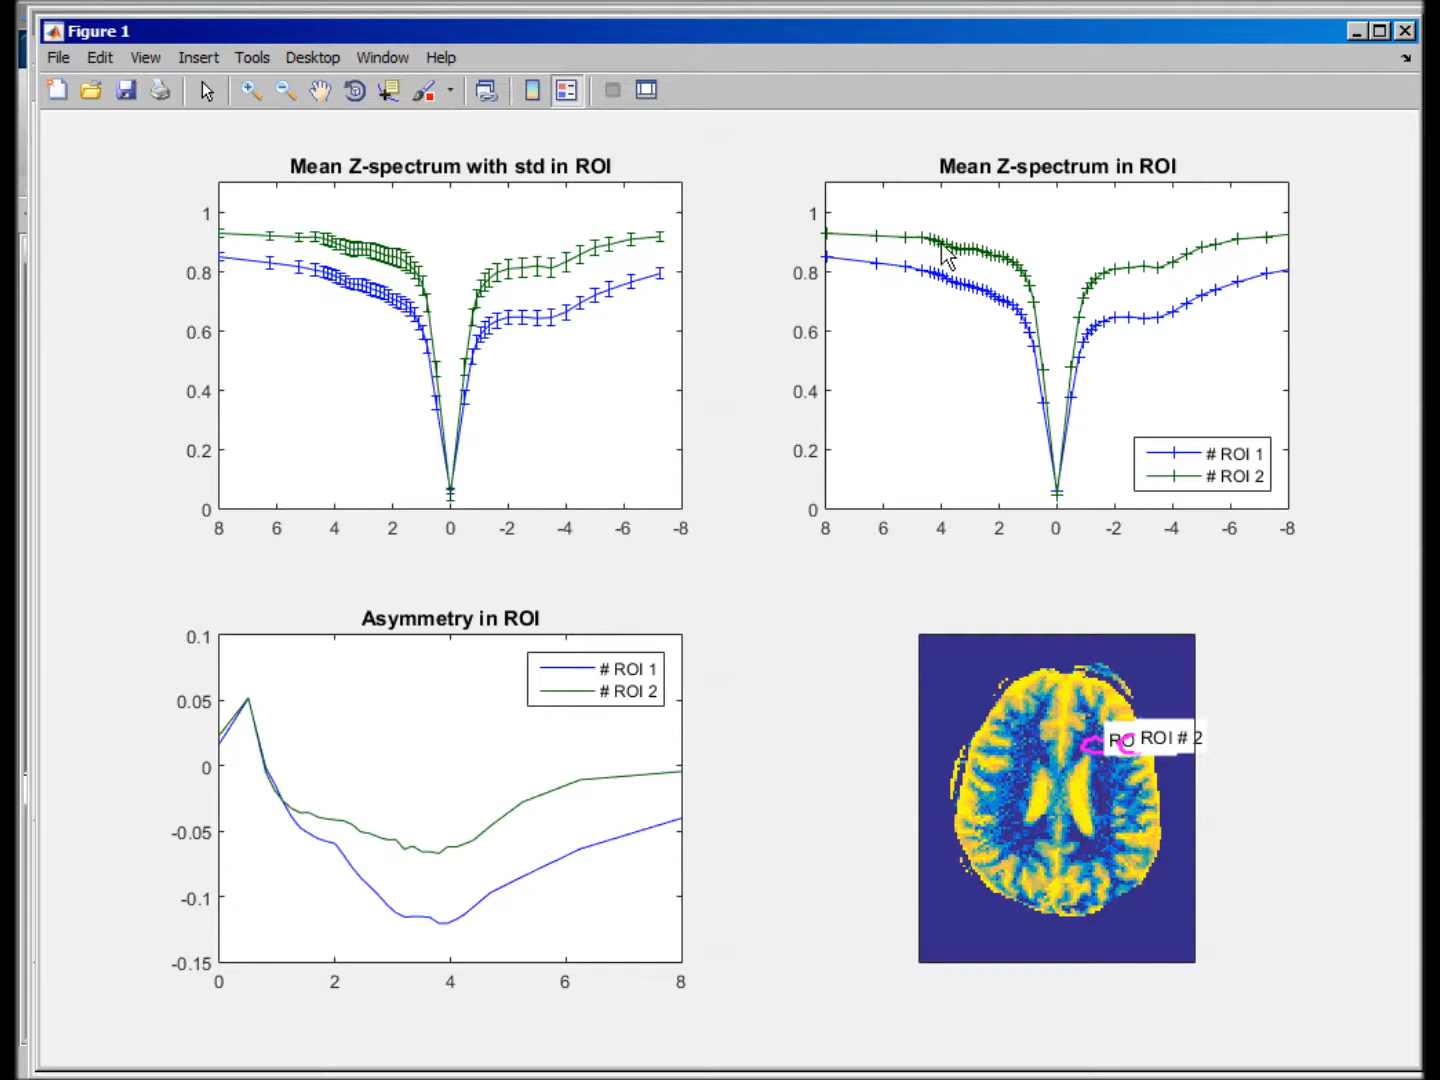 Figure 1
File Edit View Insert Tools Desktop Window Help
Mean Z-spectrum with std in ROI
1
0.8
0.6
0.4
0.2
0
8 6 4 2 0 -2 -4 -6 -8
Mean Z-spectrum in ROI
1
0.8
0.6
0.4
0.2
0
8 6 4 2 0 -2 -4 -6 -8
# ROI 1
# ROI 2
Asymmetry in ROI
0.1
0.05
0
-0.05
-0.1
-0.15
0 2 4 6 8
# ROI 1
# ROI 2
RO
ROI # 2